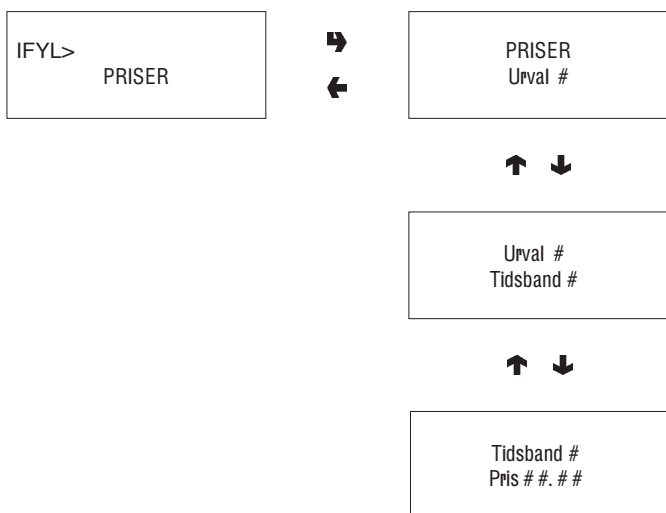 IFYL>
PRISER
PRISER
Urval #
Urval #
Tidsband #
Tidsband #
Pris # #. # #